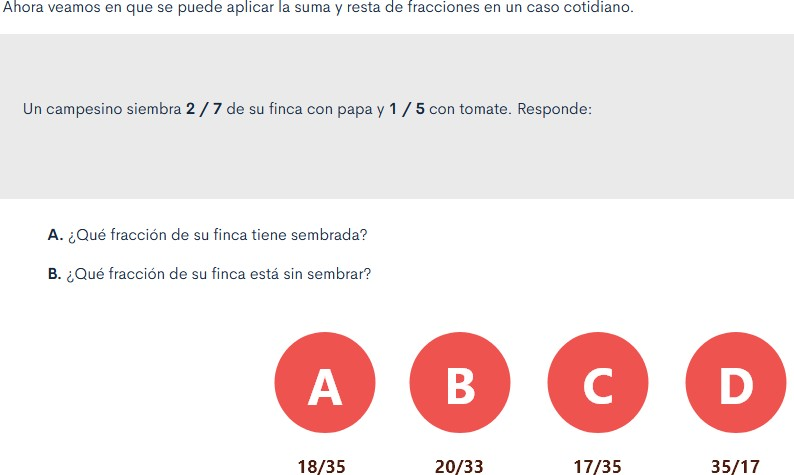 Ahora veamos en que se puede aplicar la suma y resta de fracciones en un caso cotidiano.
Un campesino siembra 2 / 7 de su finca con papa y 1 / 5 con tomate. Responde:
A. ¿Qué fracción de su finca tiene sembrada?
B. ¿Qué fracción de su finca está sin sembrar?
A B C D
18/35 20/33 17/35 35/17